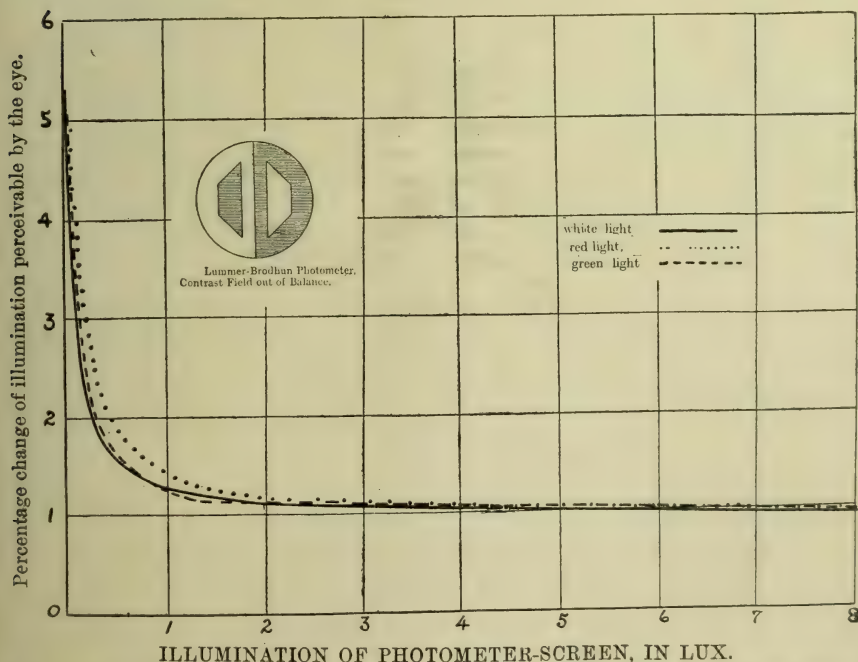 6
Percentage change of illumination perceivable by the eye.
5
4
3
2
1
0
Lummer-Brodhun Photometer.
Contrast Field out of Balance.
white light
red light.
green light
1 2 3 4 5 6 7 8
ILLUMINATION OF PHOTOMETER-SCREEN, IN LUX.